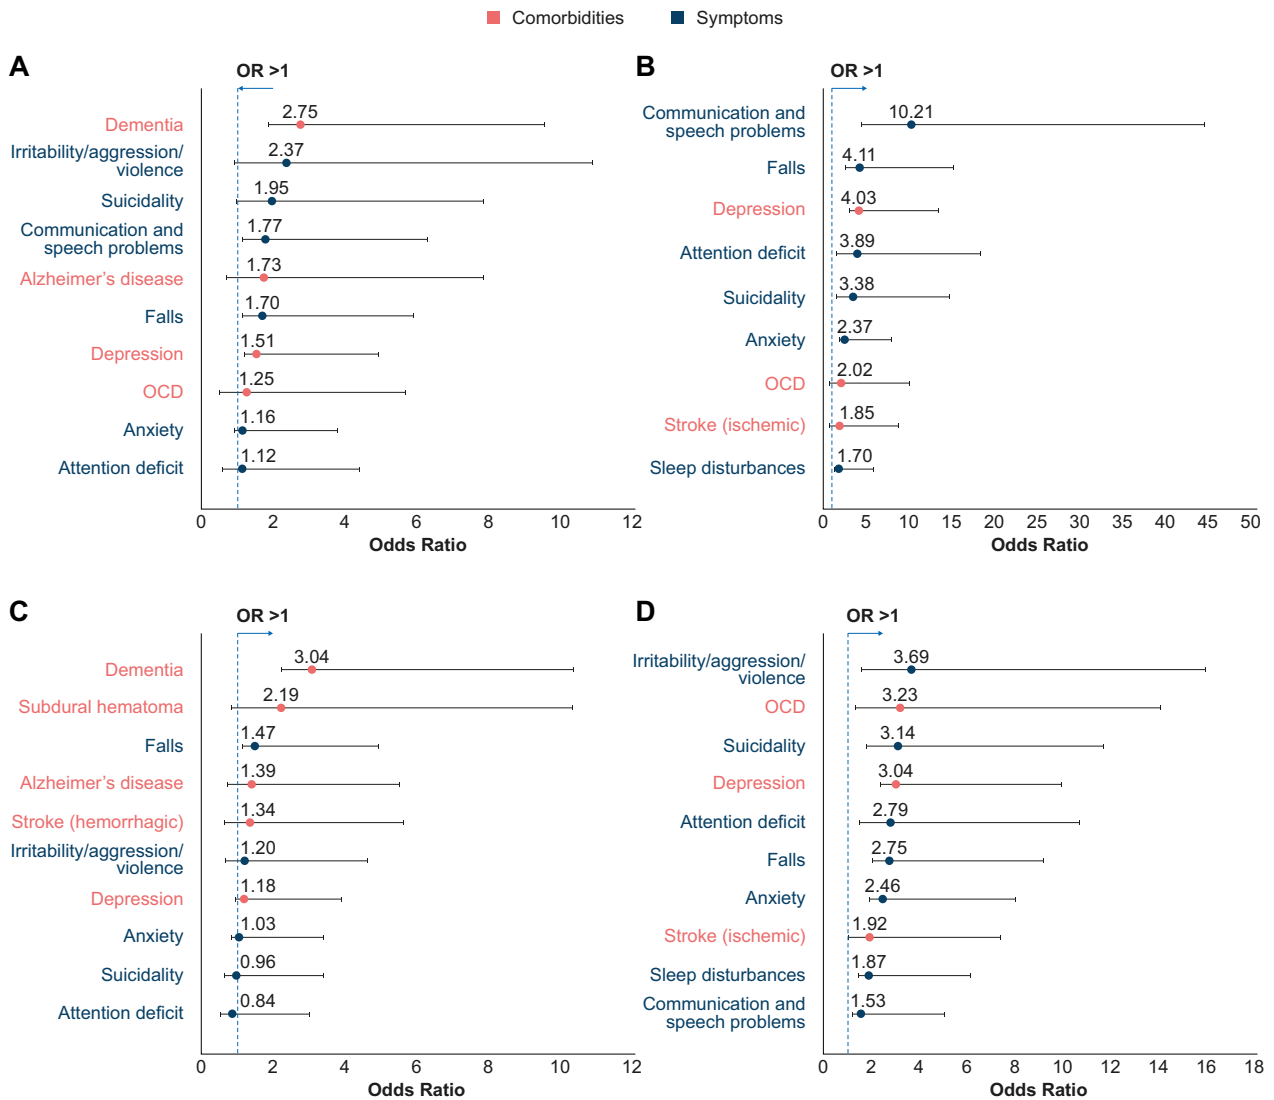 Comorbidities
Symptoms
A
OR >1
Dementia
2.75
Irritability/aggression/
violence
2.37
Suicidality
1.95
Communication and
speech problems
1.77
Alzheimer's disease
1.73
Falls
1.70
Depression
1.51
OCD
1.25
Anxiety
1.16
Attention deficit
1.12
0 2 4 6 8 10 12
Odds Ratio
B
OR >1
Communication and
speech problems
10.21
Falls
4.11
Depression
4.03
Attention deficit
3.89
Suicidality
3.38
Anxiety
2.37
OCD
2.02
Stroke (ischemic)
1.85
Sleep disturbances
1.70
0 5 10 15 20 25 30 35 40 45 50
Odds Ratio
C
OR >1
Dementia
3.04
Subdural hematoma
2.19
Falls
1.47
Alzheimer's disease
1.39
Stroke (hemorrhagic)
1.34
Irritability/aggression/
violence
1.20
Depression
1.18
Anxiety
1.03
Suicidality
0.96
Attention deficit
0.84
0 2 4 6 8 10 12
Odds Ratio
D
OR >1
Irritability/aggression/
violence
3.69
OCD
3.23
Suicidality
3.14
Depression
3.04
Attention deficit
2.79
Falls
2.75
Anxiety
2.46
Stroke (ischemic)
1.92
Sleep disturbances
1.87
Communication and
speech problems
1.53
0 2 4 6 8 10 12 14 16 18
Odds Ratio